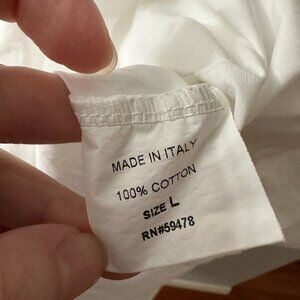 MADE IN ITALY
100% COTTON
SIZE L
RN#59478